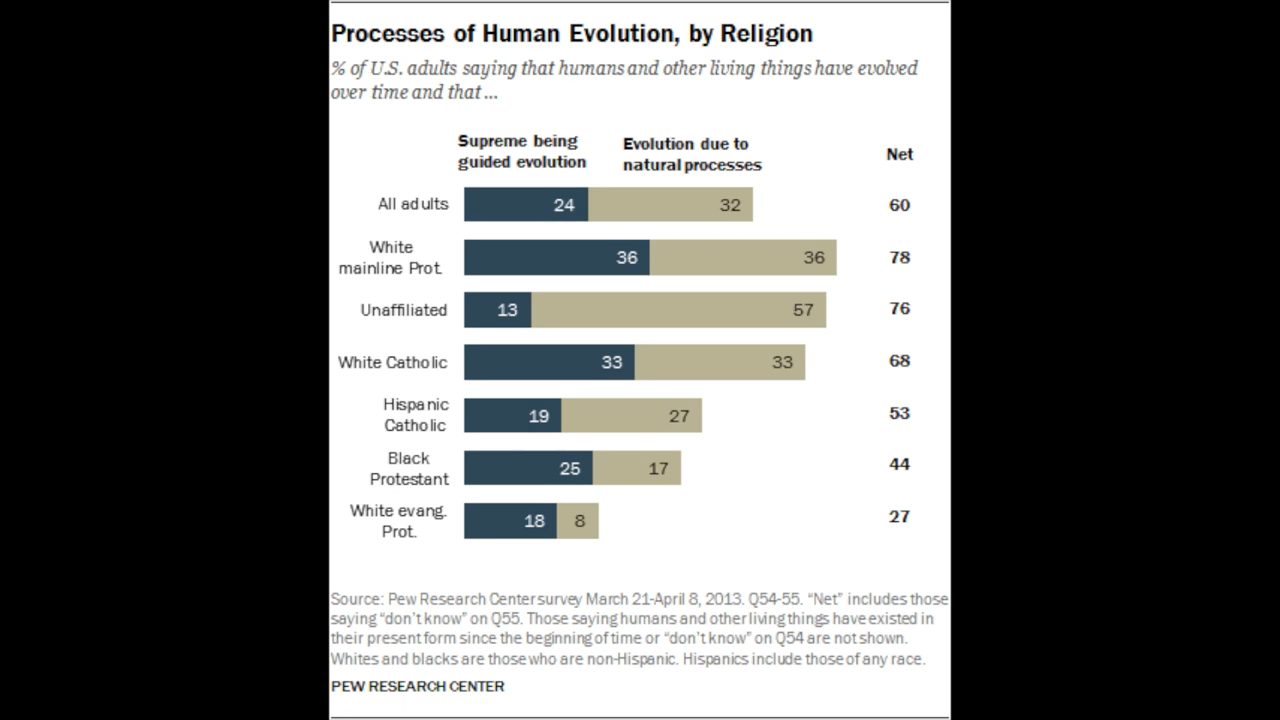 Processes of Human Evolution, by Religion
% of U.S. adults saying that humans and other living things have evolved
over time and that ...
Supreme being
guided evolution
Evolution due to
natural processes
Net
All adults 24 32 60
White
mainline Prot. 36 36 78
Unaffiliated 13 57 76
White Catholic 33 33 68
Hispanic
Catholic 19 27 53
Black
Protestant 25 17 44
White evang.
Prot. 18 8 27
Source: Pew Research Center survey March 21-April 8, 2013. Q54-55. “Net” includes those
saying “don’t know” on Q55. Those saying humans and other living things have existed in
their present form since the beginning of time or “don’t know” on Q54 are not shown.
Whites and blacks are those who are non-Hispanic. Hispanics include those of any race.
PEW RESEARCH CENTER